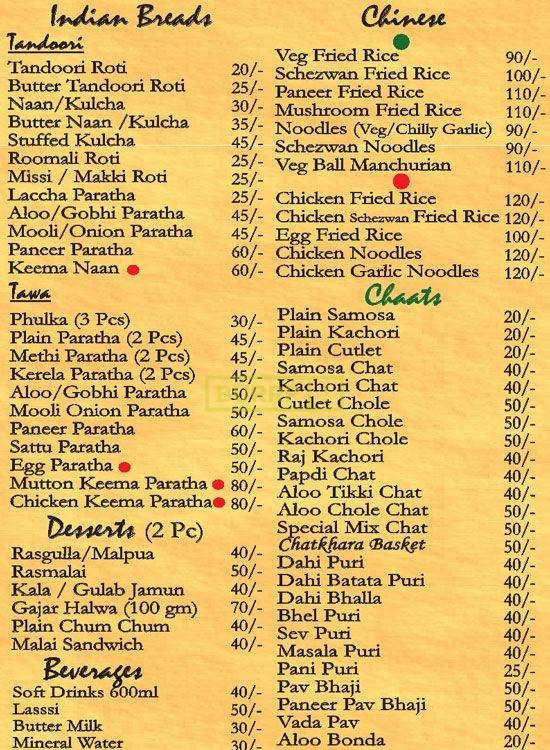 Indian Breads
Tandoori
Tandoori Roti 20/-
Butter Tandoori Roti 25/-
Naan/Kulcha 30/-
Butter Naan /Kulcha 35/-
Stuffed Kulcha 45/-
Roomali Roti 25/-
Missi / Makki Roti 25/-
Laccha Paratha 25/-
Aloo/Gobhi Paratha 45/-
Mooli/Onion Paratha 45/-
Paneer Paratha 60/-
Keema Naan 60/-
Tawa
Phulka (3 Pcs) 30/-
Plain Paratha (2 Pcs) 45/-
Methi Paratha (2 Pcs) 45/-
Kerela Paratha (2 Pcs) 45/-
Aloo/Gobhi Paratha 50/-
Mooli Onion Paratha 50/-
Paneer Paratha 60/-
Sattu Paratha 50/-
Egg Paratha 50/-
Mutton Keema Paratha 80/-
Chicken Keema Paratha 80/-
Desserts (2 Pc)
Rasgulla/Malpua 40/-
Rasmalai 50/-
Kala / Gulab Jamun 40/-
Gajar Halwa (100 gm) 70/-
Plain Chum Chum 40/-
Malai Sandwich 40/-
Beverages
Soft Drinks 600ml 40/-
Lasssi 50/-
Butter Milk 30/-
Mineral Water 30/-
Chinese
Veg Fried Rice 90/-
Schezwan Fried Rice 100/-
Paneer Fried Rice 110/-
Mushroom Fried Rice 110/-
Noodles (Veg/Chilly Garlic) 90/-
Schezwan Noodles 90/-
Veg Ball Manchurian 110/-
Chicken Fried Rice 120/-
Chicken Schezwan Fried Rice 120/-
Egg Fried Rice 100/-
Chicken Noodles 120/-
Chicken Garlic Noodles 120/-
Chaats
Plain Samosa 20/-
Plain Kachori 20/-
Plain Cutlet 20/-
Samosa Chat 40/-
Kachori Chat 40/-
Cutlet Chole 50/-
Samosa Chole 50/-
Kachori Chole 50/-
Raj Kachori 40/-
Papdi Chat 40/-
Aloo Tikki Chat 40/-
Aloo Chole Chat 50/-
Special Mix Chat 50/-
Chatkhara Basket 50/-
Dahi Puri 40/-
Dahi Batata Puri 40/-
Dahi Bhalla 40/-
Bhel Puri 40/-
Sev Puri 40/-
Masala Puri 40/-
Pani Puri 25/-
Pav Bhaji 50/-
Paneer Pav Bhaji 50/-
Vada Pav 40/-
Aloo Bonda 20/-